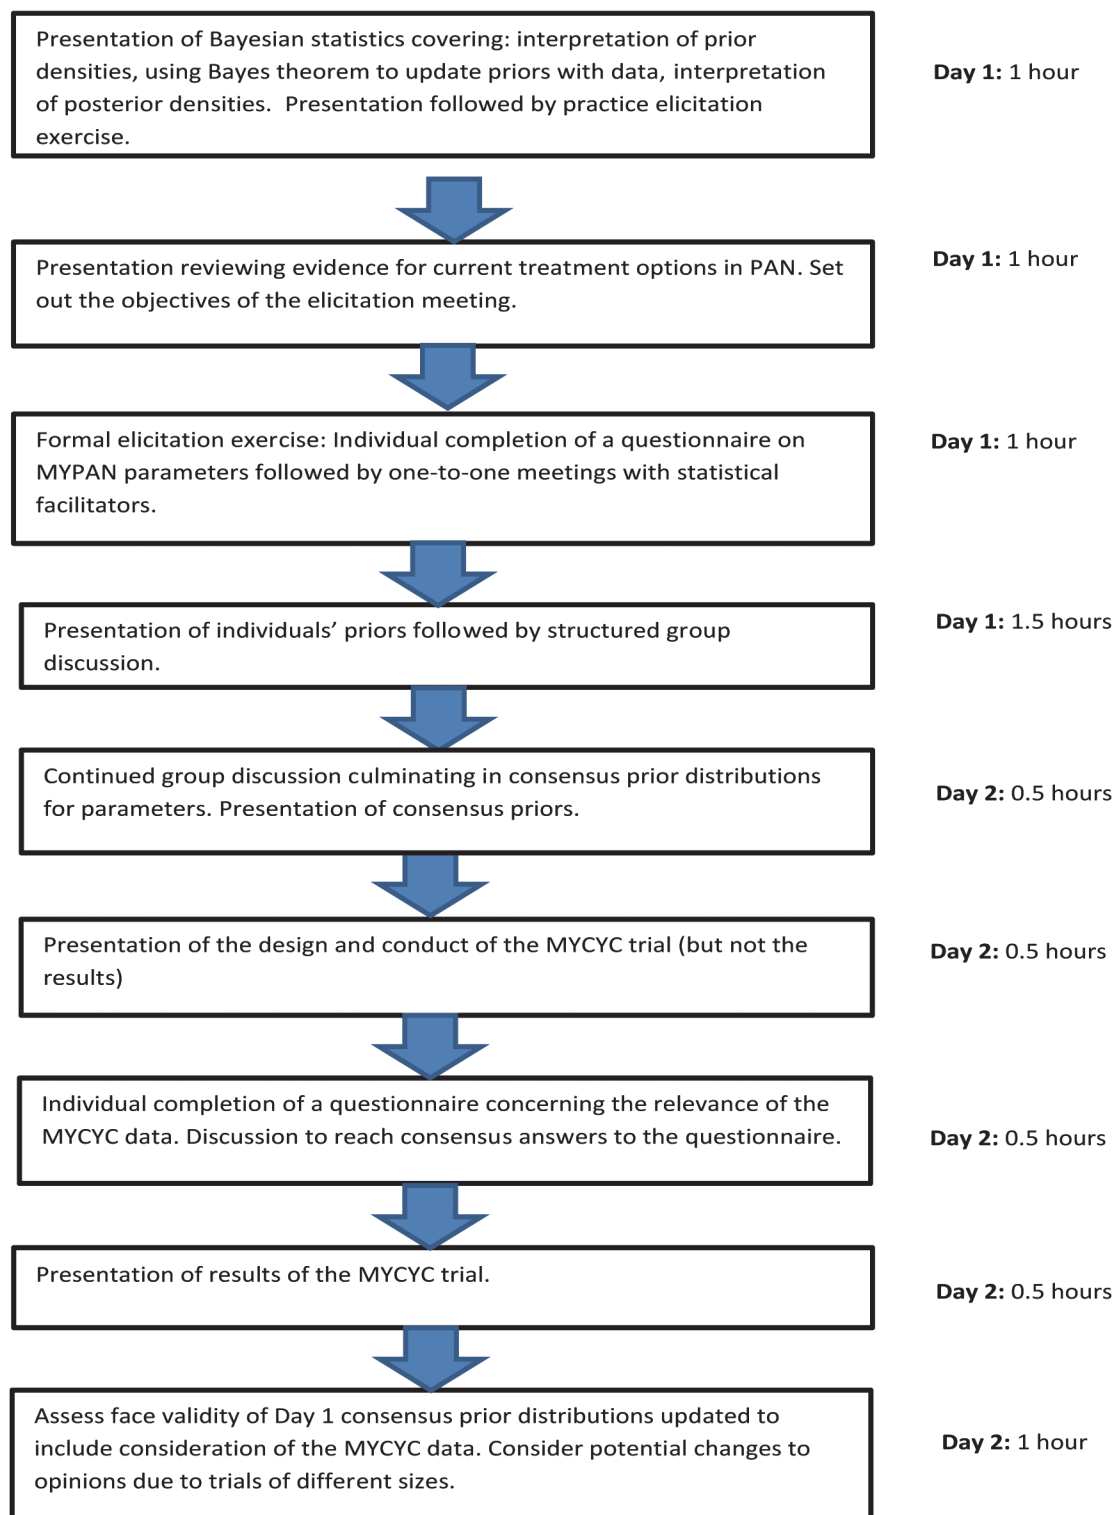 Presentation of Bayesian statistics covering: interpretation of prior
densities, using Bayes theorem to update priors with data, interpretation
of posterior densities.  Presentation followed by practice elicitation
exercise.
Day 1: 1 hour
Presentation reviewing evidence for current treatment options in PAN. Set
out the objectives of the elicitation meeting.
Day 1: 1 hour
Formal elicitation exercise: Individual completion of a questionnaire on
MYPAN parameters followed by one-to-one meetings with statistical
facilitators.
Day 1: 1 hour
Presentation of individuals’ priors followed by structured group
discussion.
Day 1: 1.5 hours
Continued group discussion culminating in consensus prior distributions
for parameters. Presentation of consensus priors.
Day 2: 0.5 hours
Presentation of the design and conduct of the MYCYC trial (but not the
results)
Day 2: 0.5 hours
Individual completion of a questionnaire concerning the relevance of the
MYCYC data. Discussion to reach consensus answers to the questionnaire.
Day 2: 0.5 hours
Presentation of results of the MYCYC trial.
Day 2: 0.5 hours
Assess face validity of Day 1 consensus prior distributions updated to
include consideration of the MYCYC data. Consider potential changes to
opinions due to trials of different sizes.
Day 2: 1 hour